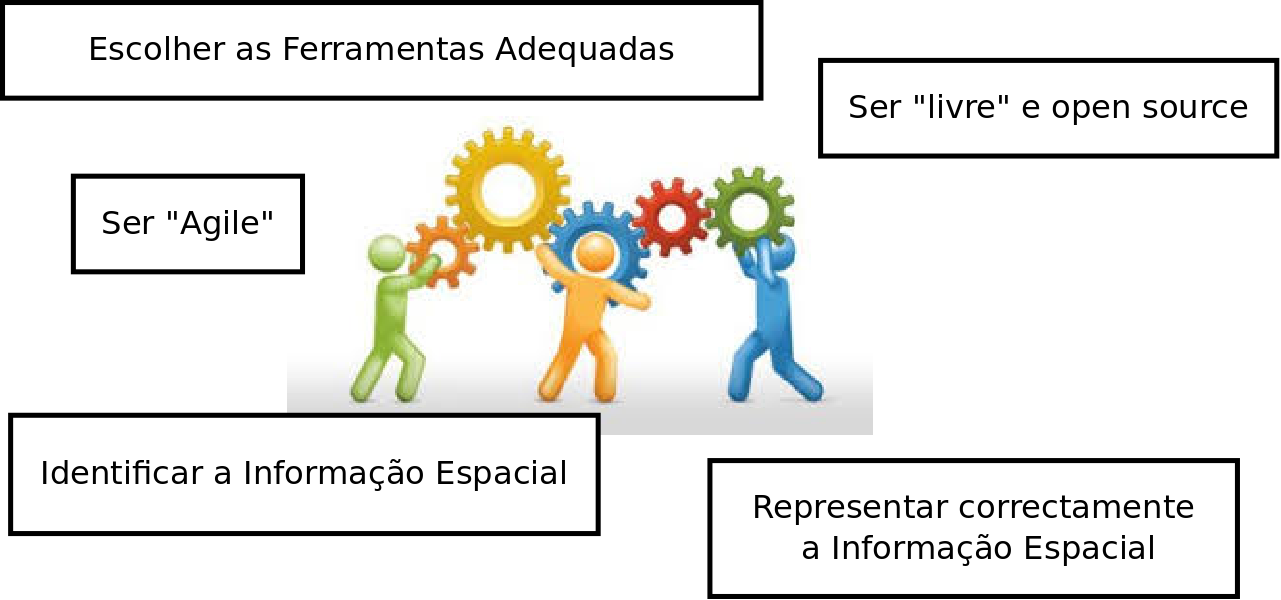 Escolher as Ferramentas Adequadas
Ser "livre" e open source
Ser "Agile"
Identificar a Informação Espacial
Representar correctamente
a Informação Espacial